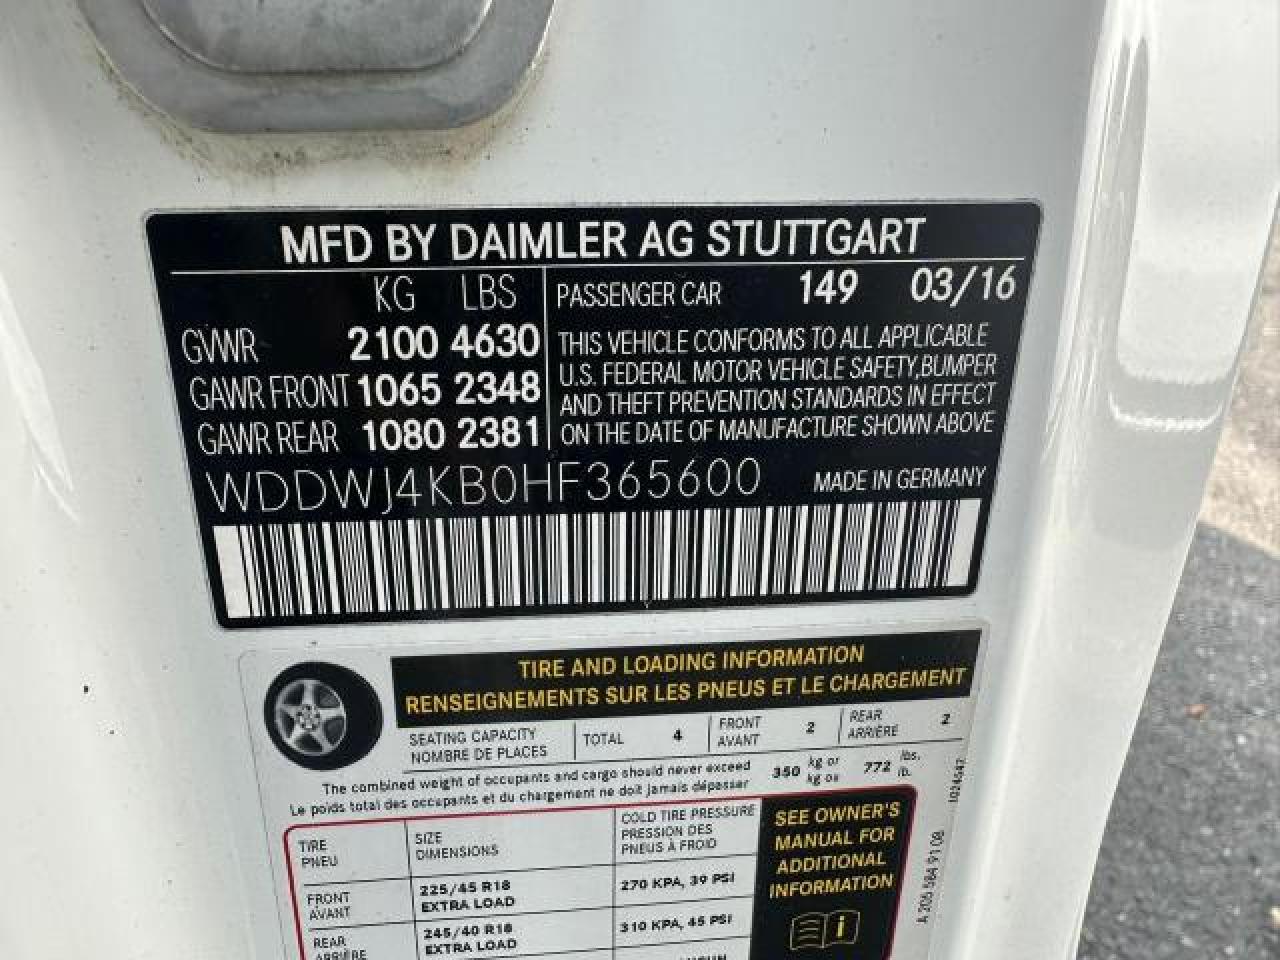 MFD BY DAIMLER AG STUTTGART
KG LBS
GVWR 2100 4630
GAWR FRONT 1065 2348
GAWR REAR 1080 2381
PASSENGER CAR 149 03/16
THIS VEHICLE CONFORMS TO ALL APPLICABLE
U.S. FEDERAL MOTOR VEHICLE SAFETY, BUMPER
AND THEFT PREVENTION STANDARDS IN EFFECT
ON THE DATE OF MANUFACTURE SHOWN ABOVE
WDDWJ4KB0HF365600 MADE IN GERMANY
TIRE AND LOADING INFORMATION
RENSEIGNEMENTS SUR LES PNEUS ET LE CHARGEMENT
SEATING CAPACITY
NOMBRE DE PLACES
TOTAL 4
FRONT
AVANT
2
REAR
ARRIÈRE
2
The combined weight of occupants and cargo should never exceed
Le poids total des occupants et du chargement ne doit jamais dépasser
350 kg or
kg ou
772 lbs.
lb.
TIRE
PNEU
SIZE
DIMENSIONS
COLD TIRE PRESSURE
PRESSION DES
PNEUS À FROID
FRONT
AVANT
225/45 R18
EXTRA LOAD
270 KPA, 39 PSI
REAR
ARRIÈRE
245/40 R18
EXTRA LOAD
310 KPA, 45 PSI
SEE OWNER'S
MANUAL FOR
ADDITIONAL
INFORMATION
i
A 205 584 91 08